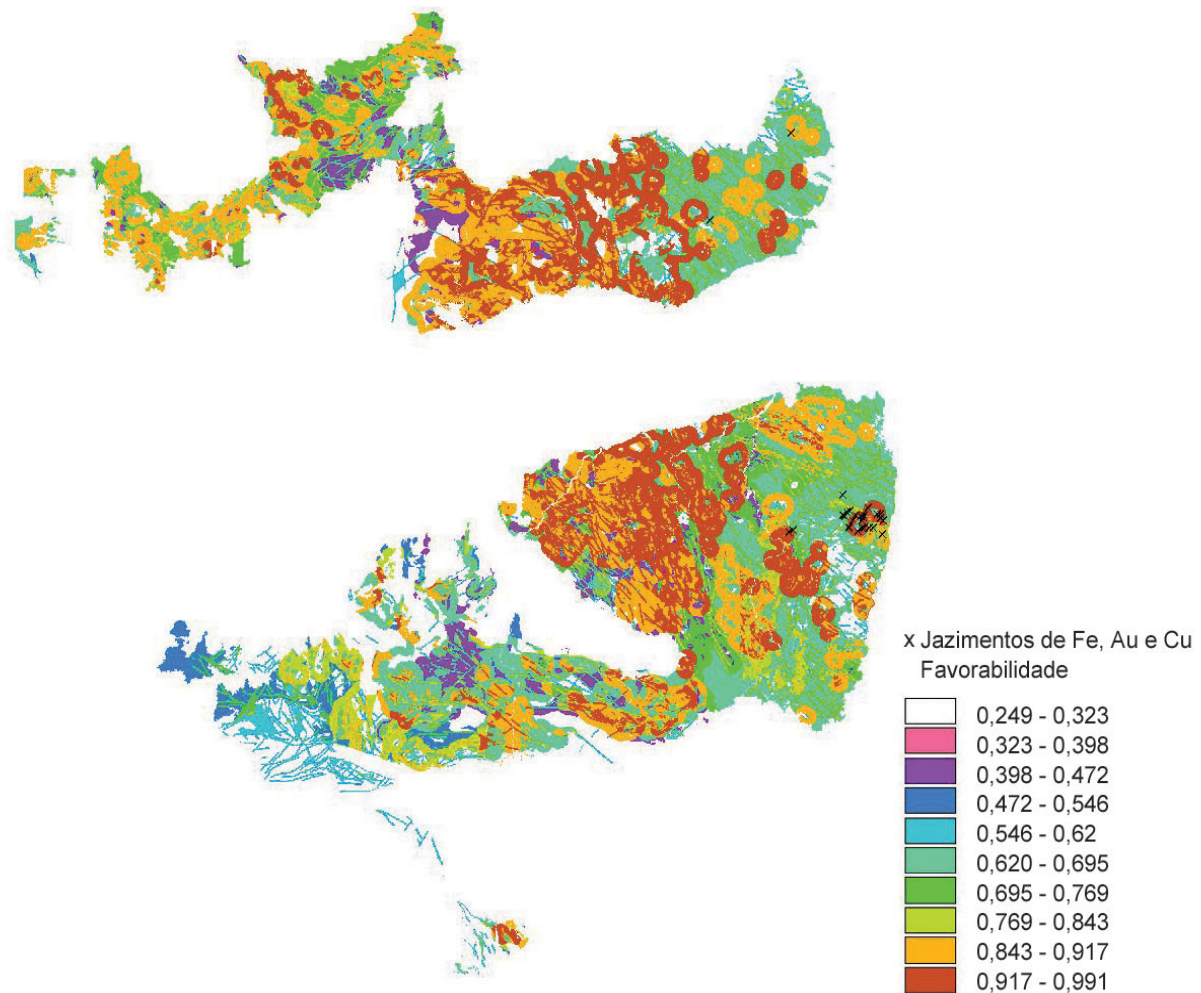 x Jazimentos de Fe, Au e Cu
Favorabilidade
0,249 - 0,323
0,323 - 0,398
0,398 - 0,472
0,472 - 0,546
0,546 - 0,62
0,620 - 0,695
0,695 - 0,769
0,769 - 0,843
0,843 - 0,917
0,917 - 0,991